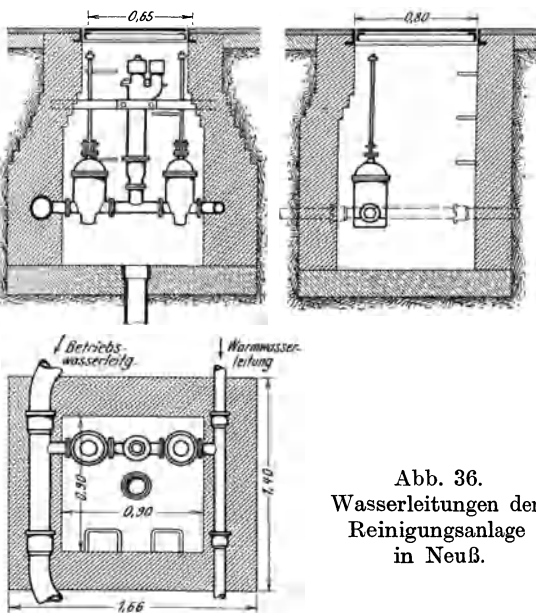 0,65
0,80
Betriebs-
wasserleitg.
Warmwasser-
leitung
0,90
0,90
1,40
1,66
Abb. 36.
Wasserleitungen der
Reinigungsanlage
in Neuß.